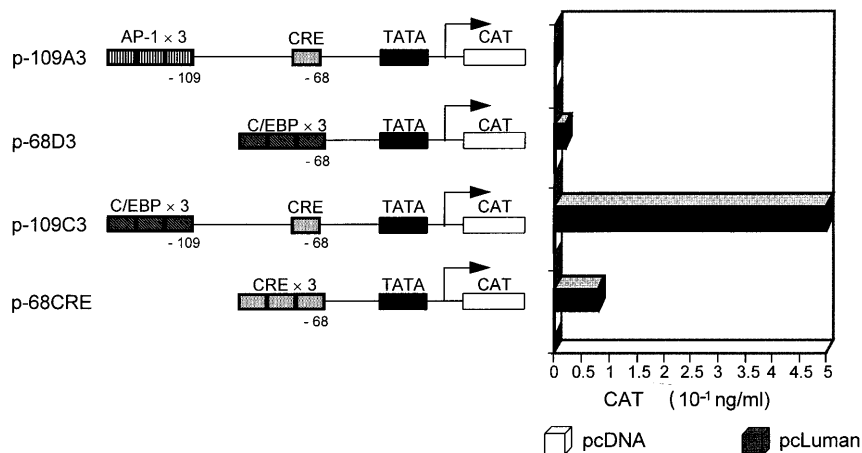 AP-1 × 3 CRE TATA CAT
p-109A3
- 109 - 68
C/EBP × 3 TATA CAT
p-68D3
- 68
C/EBP × 3 CRE TATA CAT
p-109C3
- 109 - 68
CRE × 3 TATA CAT
p-68CRE
- 68
0 0.5 1 1.5 2 2.5 3 3.5 4 4.5 5
CAT (10⁻¹ ng/ml)
pcDNA pcLuman